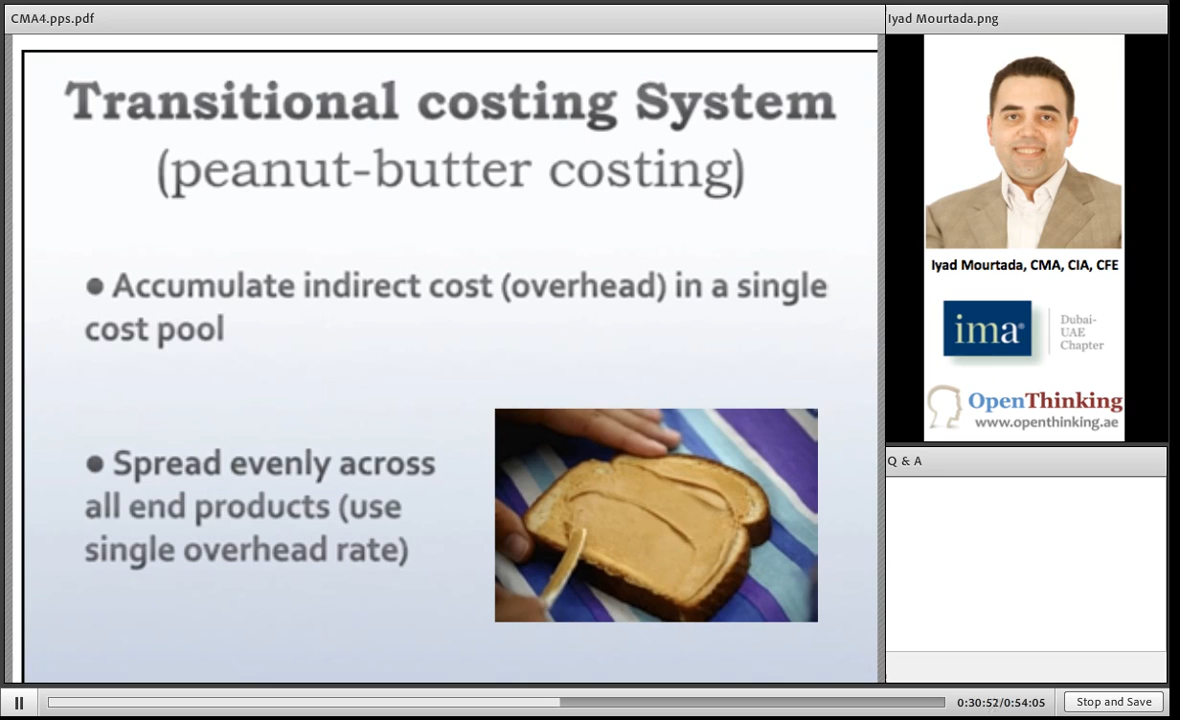 CMA4.pps.pdf
Transitional costing System
(peanut-butter costing)
● Accumulate indirect cost (overhead) in a single
cost pool
● Spread evenly across
all end products (use
single overhead rate)
Iyad Mourtada.png
Iyad Mourtada, CMA, CIA, CFE
ima®
Dubai-
UAE
Chapter
OpenThinking
www.openthinking.ae
Q & A
0:30:52/0:54:05
Stop and Save